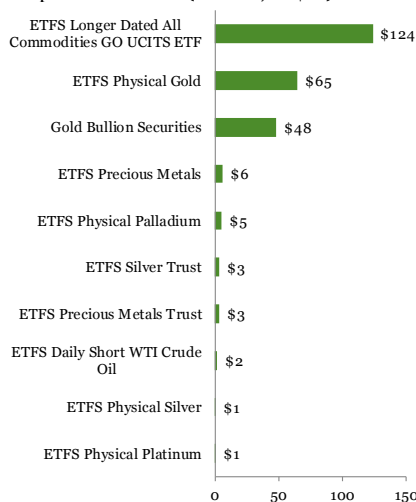 ETFS Longer Dated All
Commodities GO UCITS ETF
$124
ETFS Physical Gold
$65
Gold Bullion Securities
$48
ETFS Precious Metals
$6
ETFS Physical Palladium
$5
ETFS Silver Trust
$3
ETFS Precious Metals Trust
$3
ETFS Daily Short WTI Crude
Oil
$2
ETFS Physical Silver
$1
ETFS Physical Platinum
$1
0 50 100 150